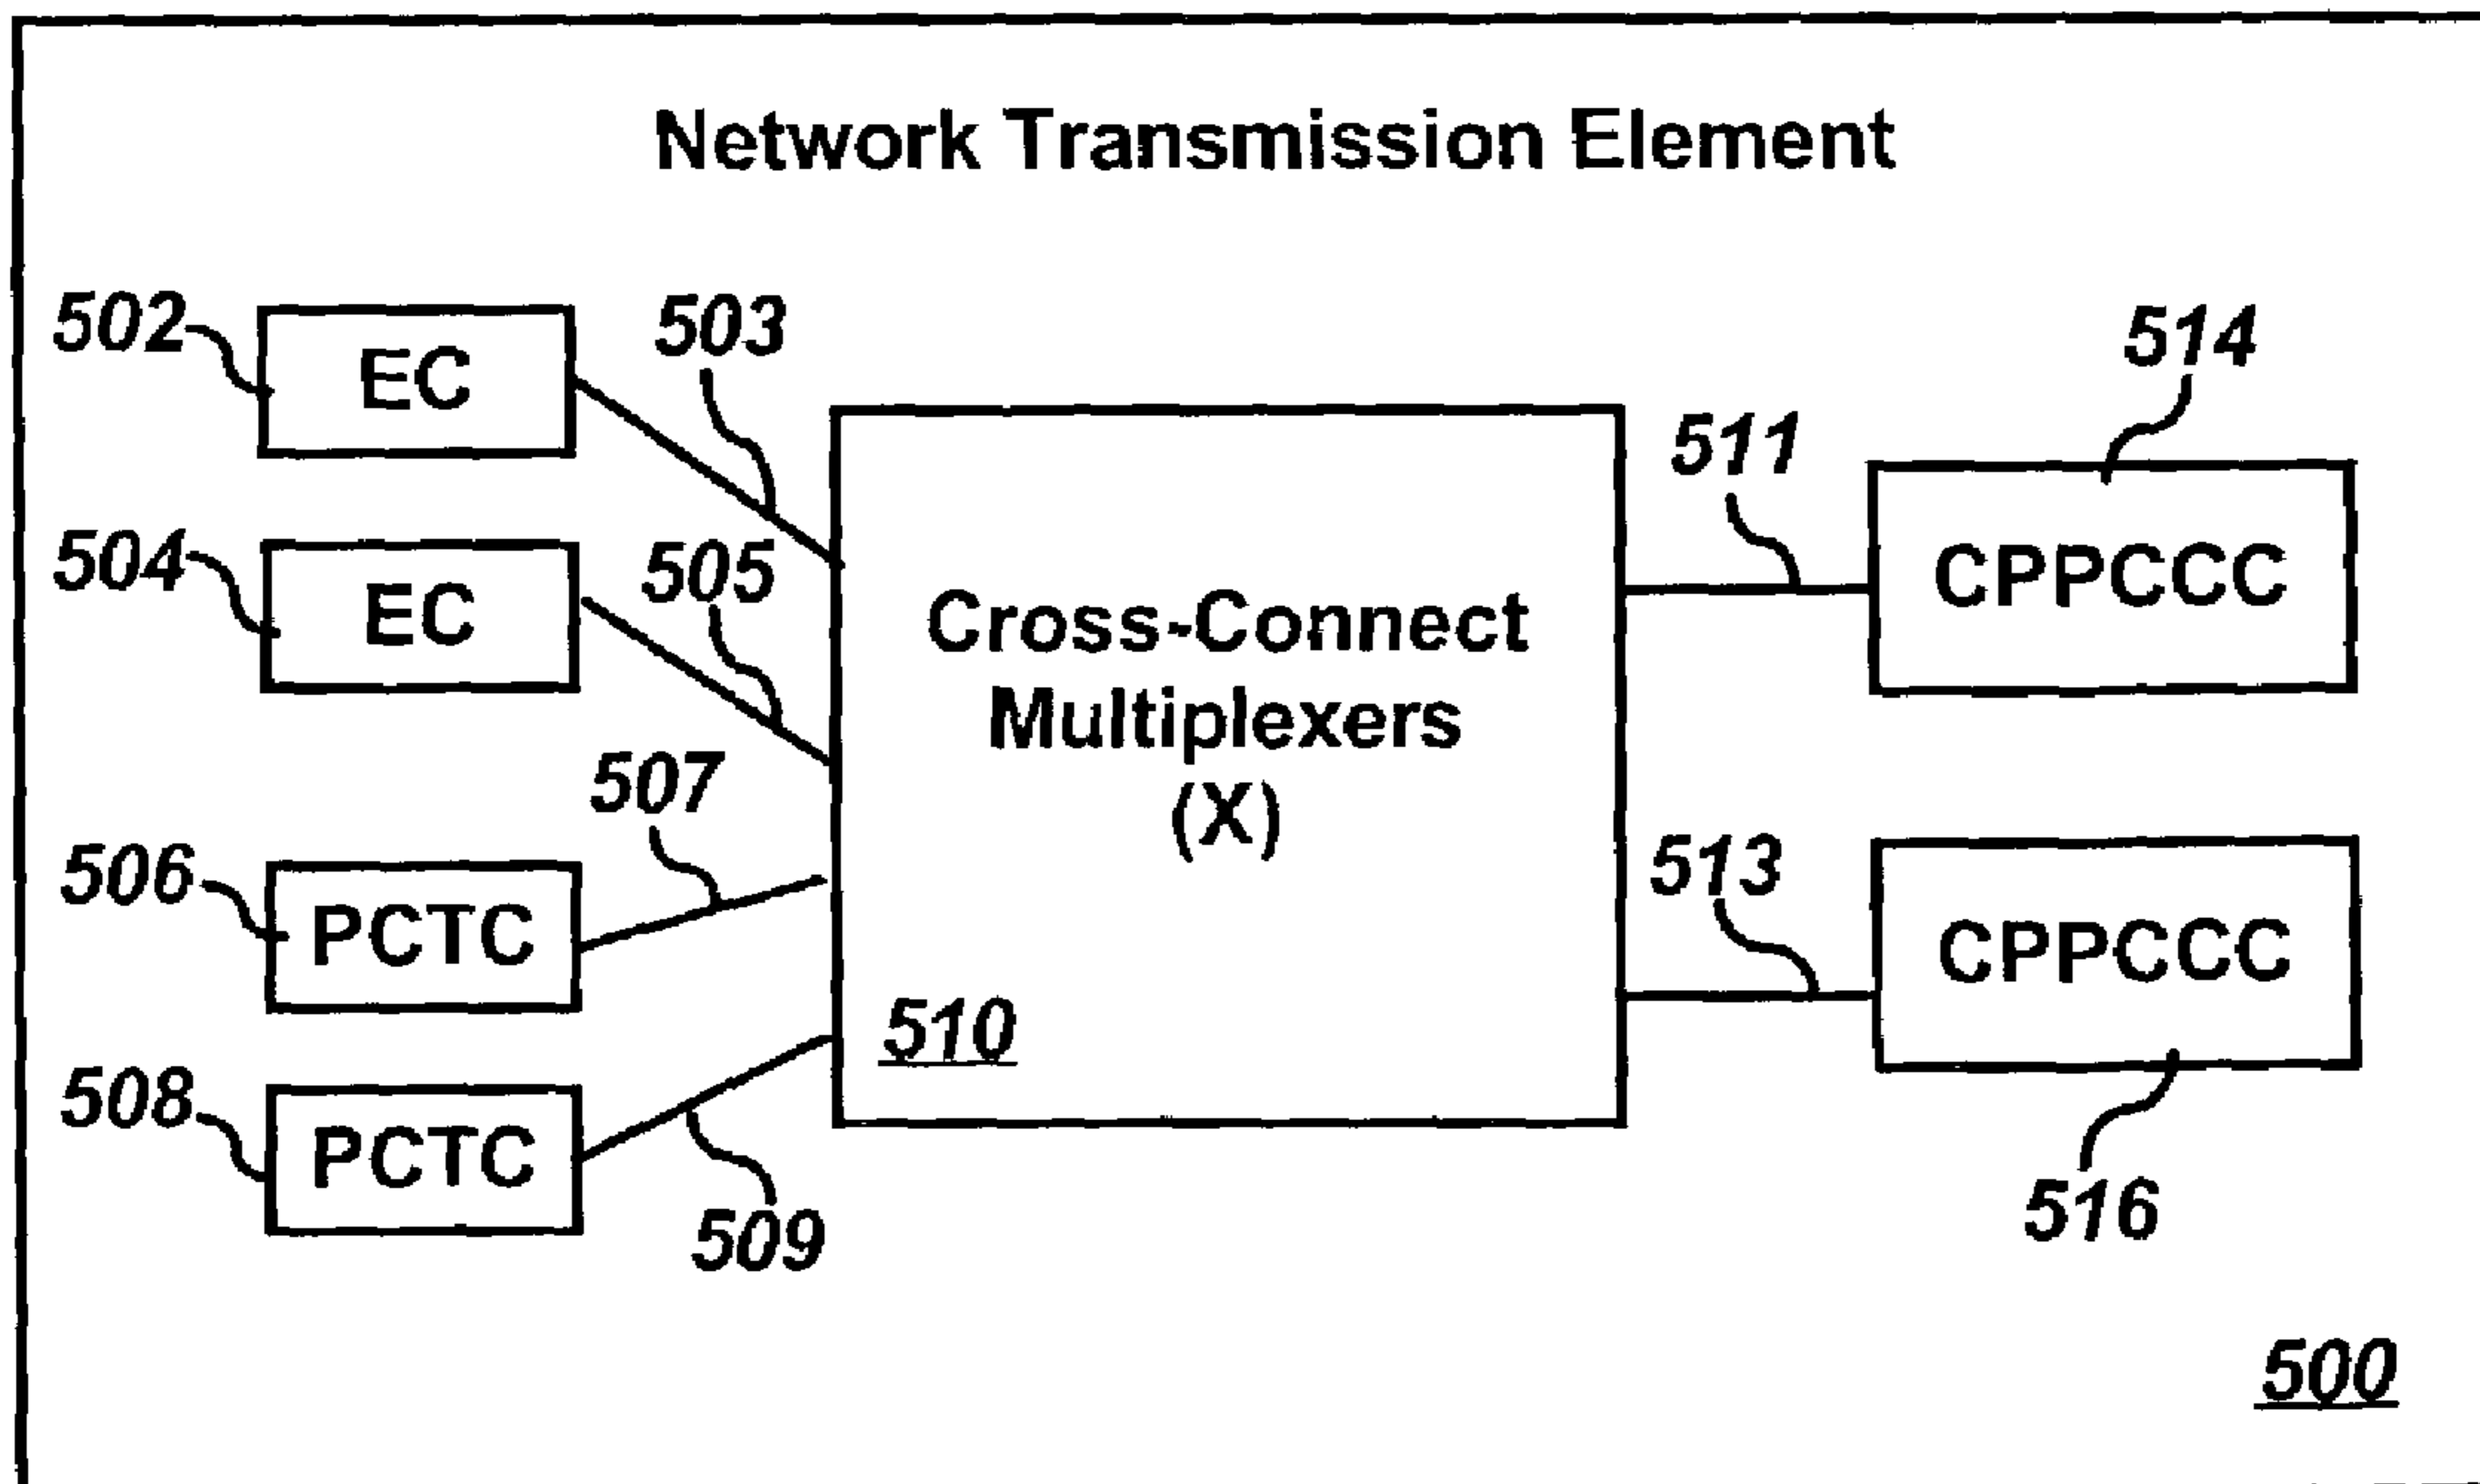 Network Transmission Element
502
EC
503
514
504
EC
505
511
CPPCCC
Cross-Connect
Multiplexers
(X)
507
506
PCTC
513
CPPCCC
510
508
PCTC
509
516
500